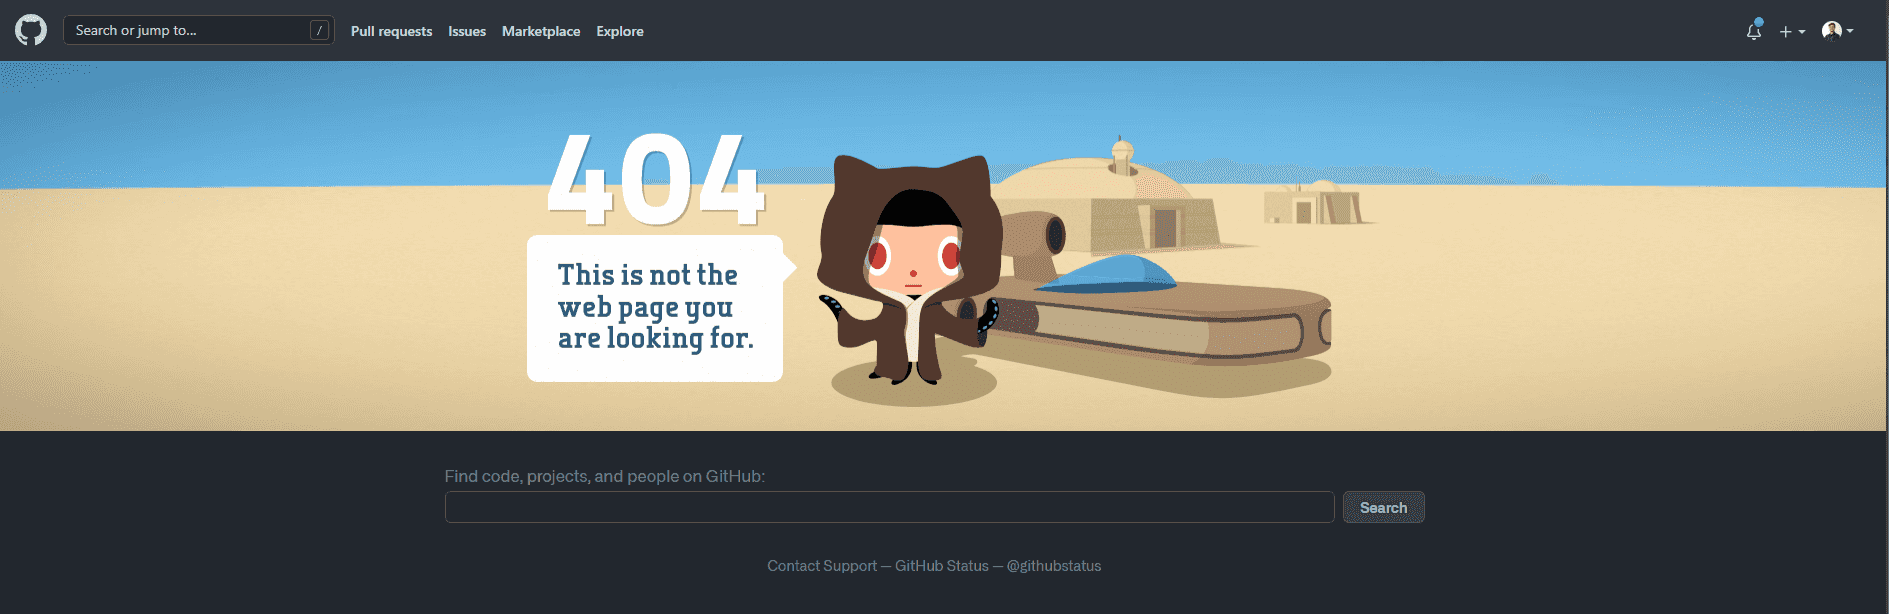 Search or jump to...
/
Pull requests
Issues
Marketplace
Explore
404
This is not the
web page you
are looking for.
Find code, projects, and people on GitHub:
Search
Contact Support — GitHub Status — @githubstatus